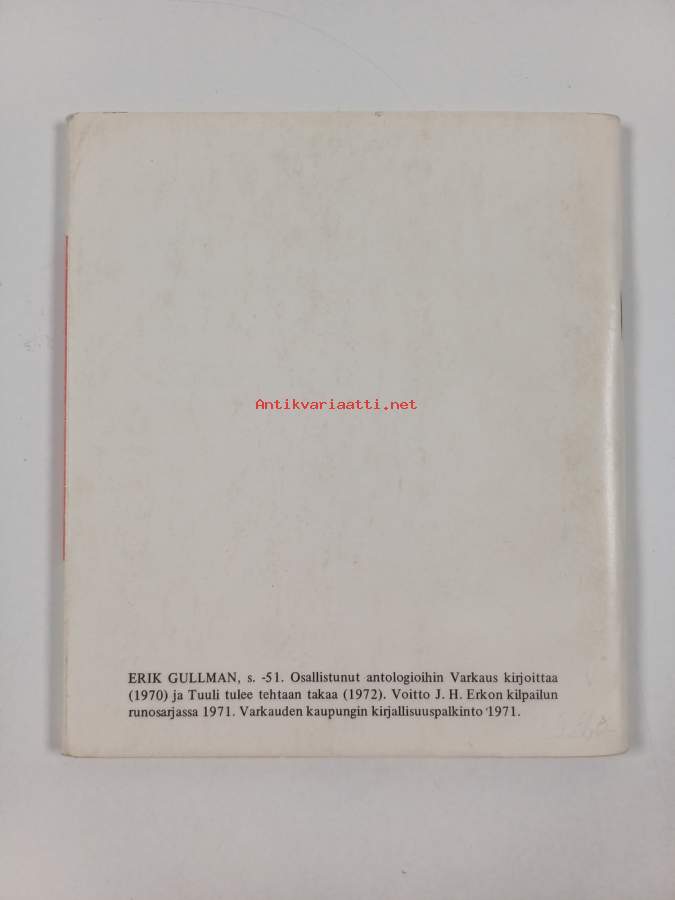 Antikvariaatti.net
ERIK GULLMAN, s. -51. Osallistunut antologioihin Varkaus kirjoittaa
(1970) ja Tuuli tulee tehtaan takaa (1972). Voitto J. H. Erkon kilpailun
runosarjassa 1971. Varkauden kaupungin kirjallisuuspalkinto 1971.